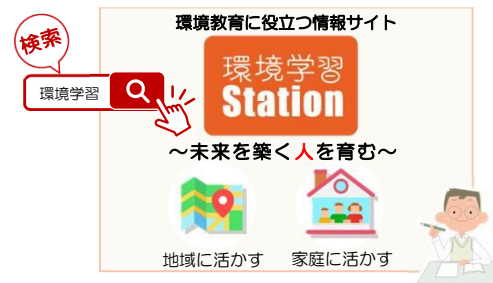 環境教育に役立つ情報サイト
検索
環境学習
Station
環境学習
～未来を築く人を育む～
地域に活かす
家庭に活かす